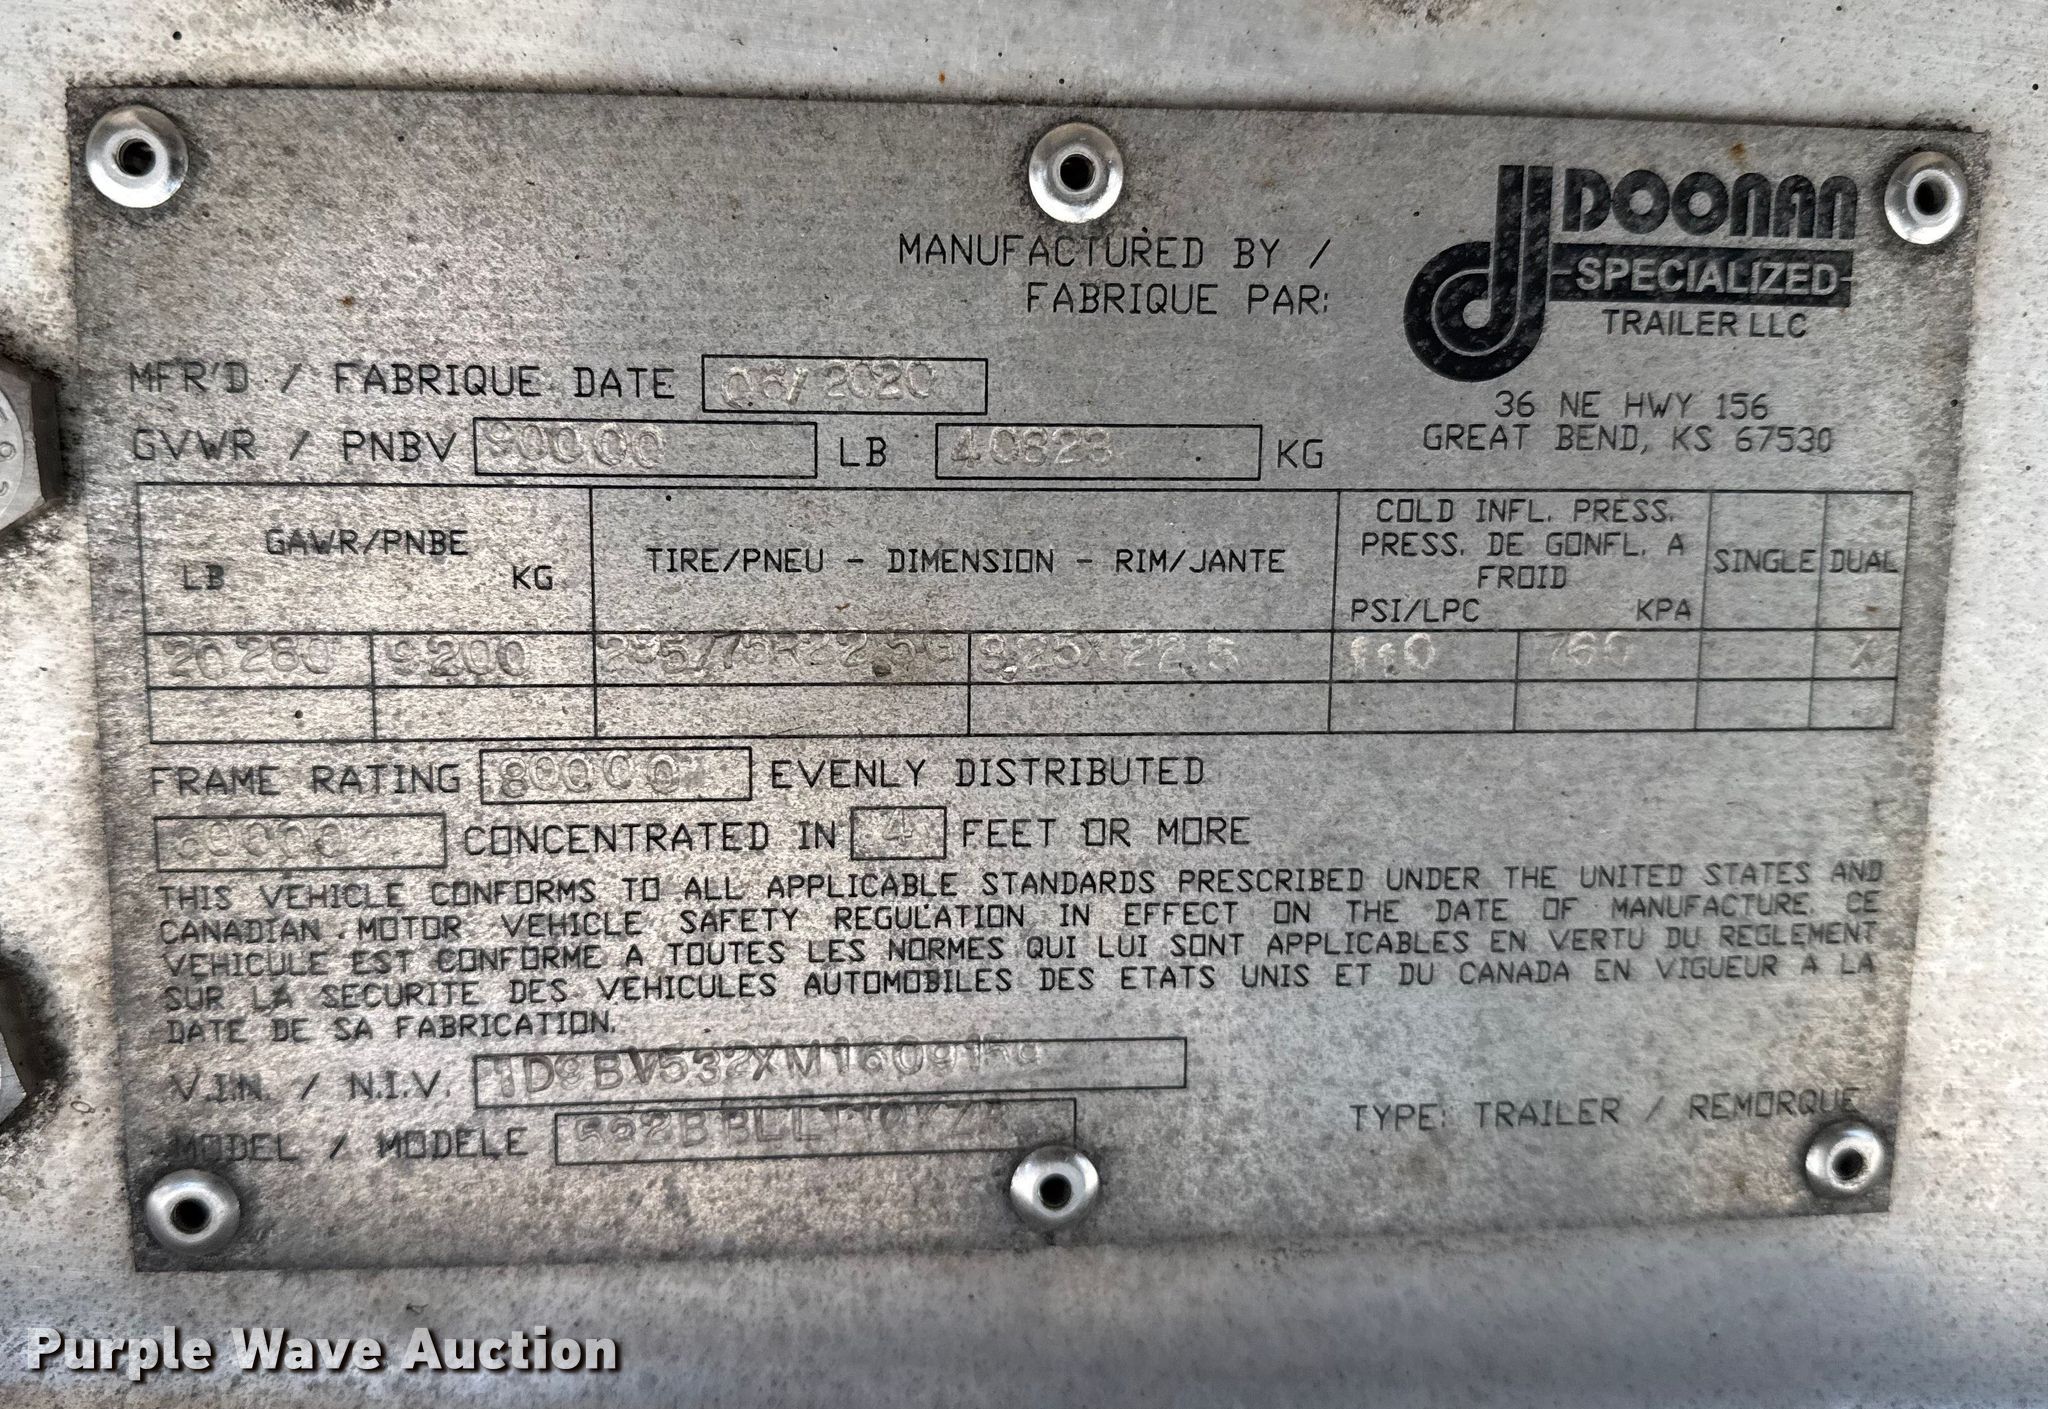 DOONAN
SPECIALIZED
TRAILER LLC
MANUFACTURED BY /
FABRIQUE PAR:
36 NE HWY 156
GREAT BEND, KS 67530
MFR'D / FABRIQUE DATE 06/2020
GVWR / PNBV 90000 LB 40823 KG
GAWR/PNBE
LB KG
TIRE/PNEU - DIMENSION - RIM/JANTE
COLD INFL. PRESS.
PRESS. DE GONFL. A
FROID
PSI/LPC KPA
SINGLE DUAL
20280 9200 295/75R22.5G 8.25X22.5 110 760 X
FRAME RATING 80000 EVENLY DISTRIBUTED
CONCENTRATED IN 4 FEET OR MORE
THIS VEHICLE CONFORMS TO ALL APPLICABLE STANDARDS PRESCRIBED UNDER THE UNITED STATES AND
CANADIAN MOTOR VEHICLE SAFETY REGULATION IN EFFECT ON THE DATE OF MANUFACTURE. CE
VEHICULE EST CONFORME A TOUTES LES NORMES QUI LUI SONT APPLICABLES EN VERTU DU REGLEMENT
SUR LA SECURITE DES VEHICULES AUTOMOBILES DES ETATS UNIS ET DU CANADA EN VIGUEUR A LA
DATE DE SA FABRICATION.
V.I.N. / N.I.V.
MODEL / MODELE
TYPE: TRAILER / REMORQUE
Purple Wave Auction